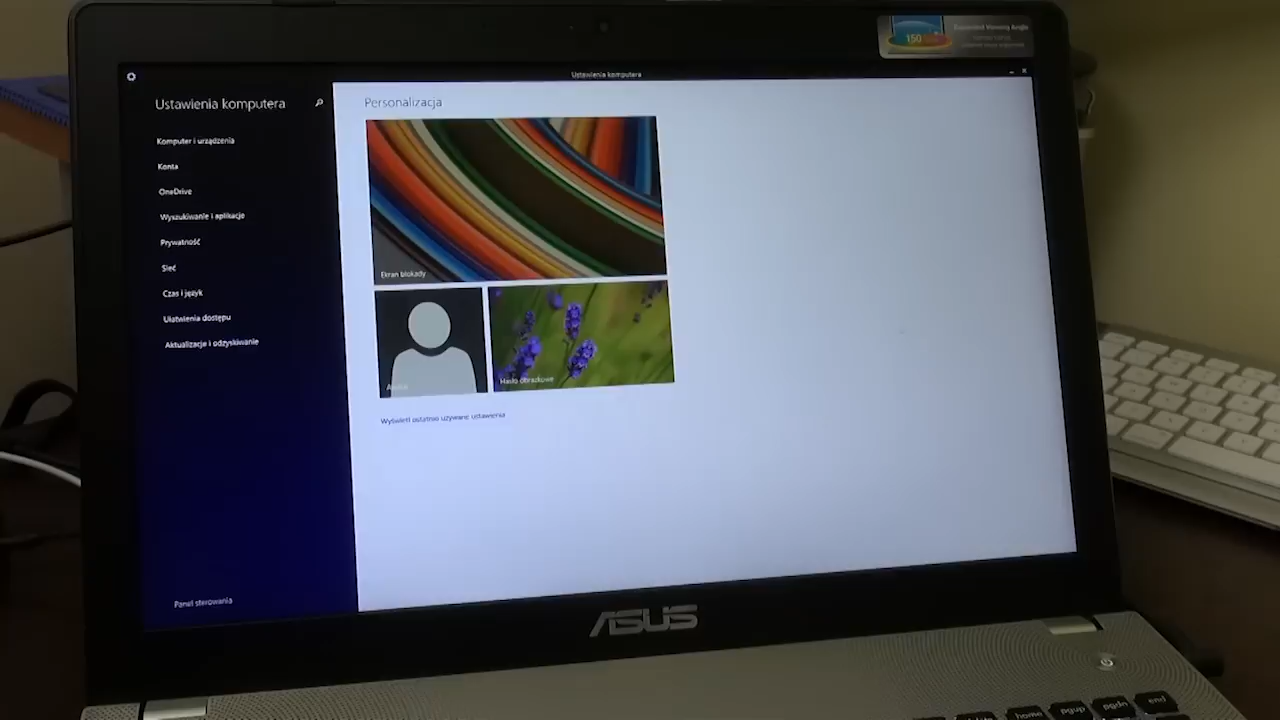 150
Ustawienia komputera
Ustawienia komputera
Personalizacja
Komputer i urządzenia
Konta
OneDrive
Wyszukiwanie i aplikacje
Prywatność
Sieć
Czas i język
Ułatwienia dostępu
Aktualizacje i odzyskiwanie
Ekran blokady
Hasło obrazkowe
Wyświetl ostatnio używane ustawienia
Panel sterowania
ASUS
home
pgup
pgdn
end